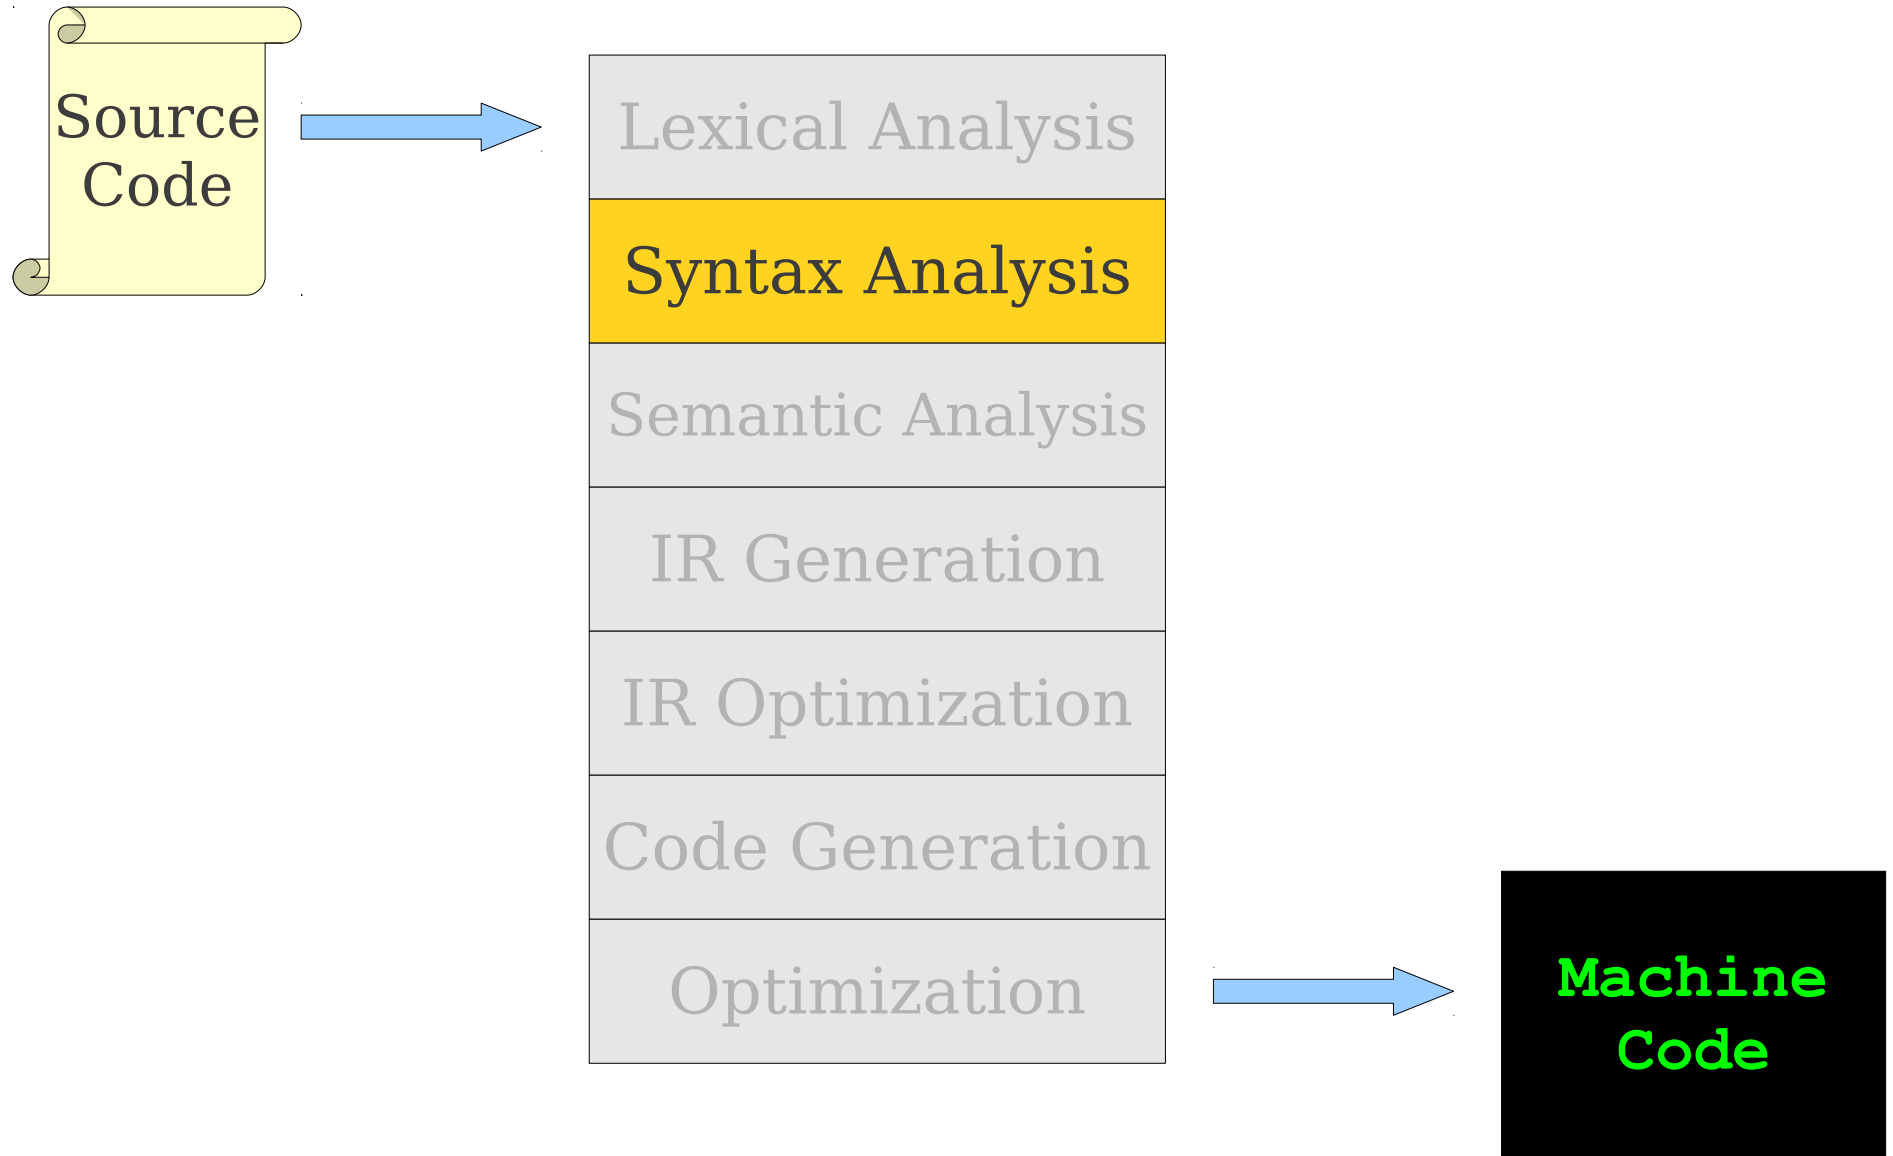 Source
Code
Lexical Analysis
Syntax Analysis
Semantic Analysis
IR Generation
IR Optimization
Code Generation
Optimization
Machine
Code